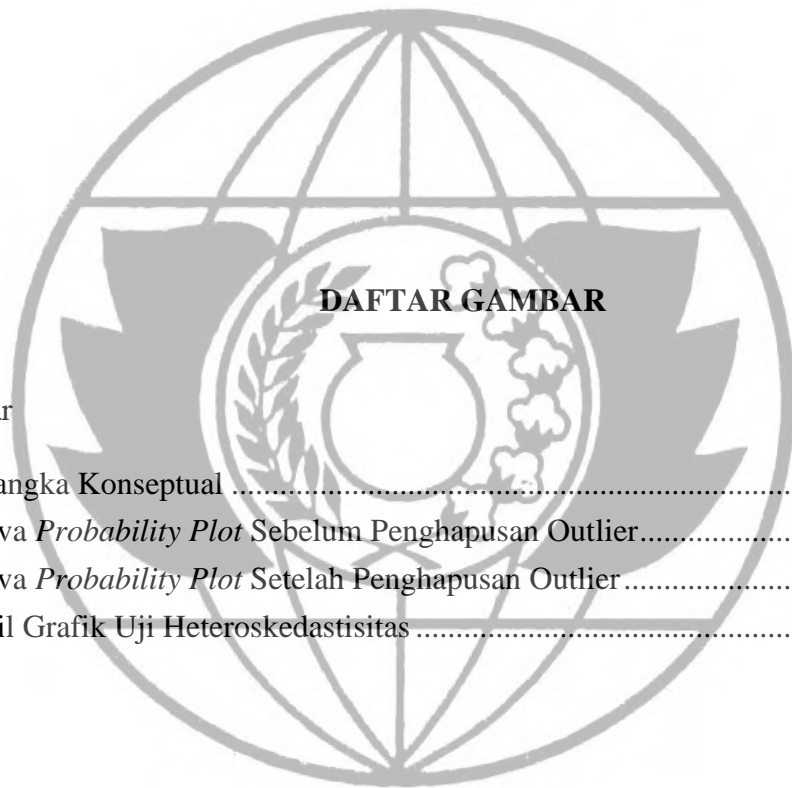 DAFTAR GAMBAR
ar
angka Konseptual ........................................................................
va Probability Plot Sebelum Penghapusan Outlier....................
va Probability Plot Setelah Penghapusan Outlier......................
il Grafik Uji Heteroskedastisitas ................................................